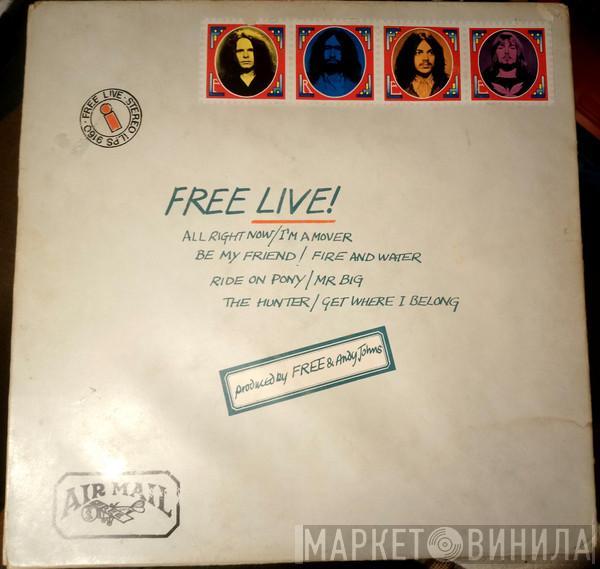 F R E E
FREE LIVE · STEREO ILPS 9160 ·
i
FREE LIVE!
ALL RIGHT NOW/I'M A MOVER
BE MY FRIEND/ FIRE AND WATER
RIDE ON PONY/MR BIG
THE HUNTER/GET WHERE I BELONG
produced by FREE & Andy Johns
AIR MAIL
МАРКЕТ ВИНИЛА